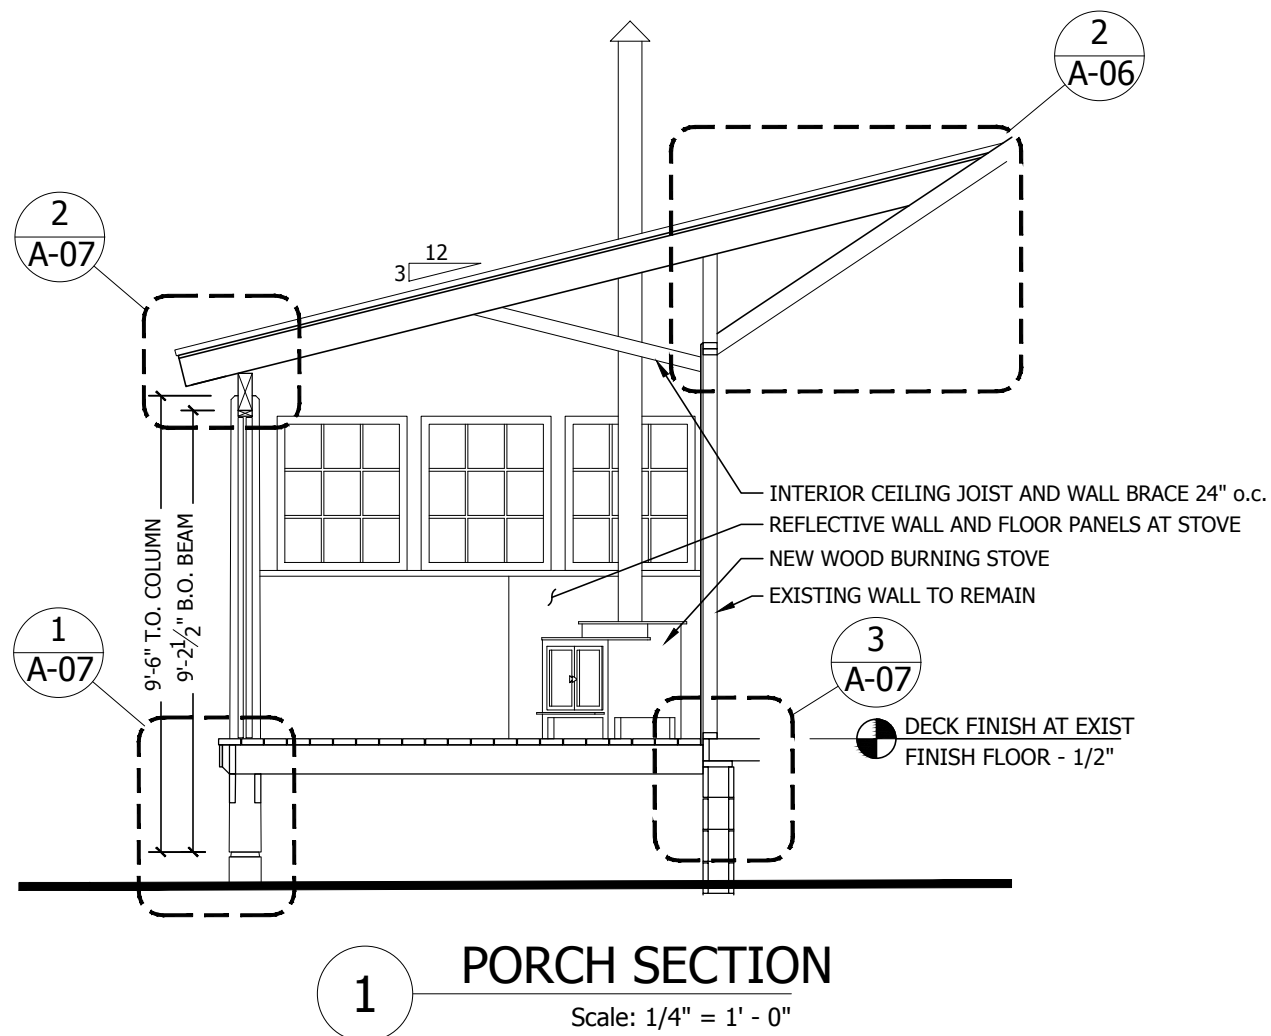 2
A-06
2
A-07
12
3
INTERIOR CEILING JOIST AND WALL BRACE 24" o.c.
REFLECTIVE WALL AND FLOOR PANELS AT STOVE
NEW WOOD BURNING STOVE
EXISTING WALL TO REMAIN
9'-6" T.O. COLUMN
9'-2 1/2" B.O. BEAM
1
A-07
3
A-07
DECK FINISH AT EXIST
FINISH FLOOR - 1/2"
1
PORCH SECTION
Scale: 1/4" = 1' - 0"